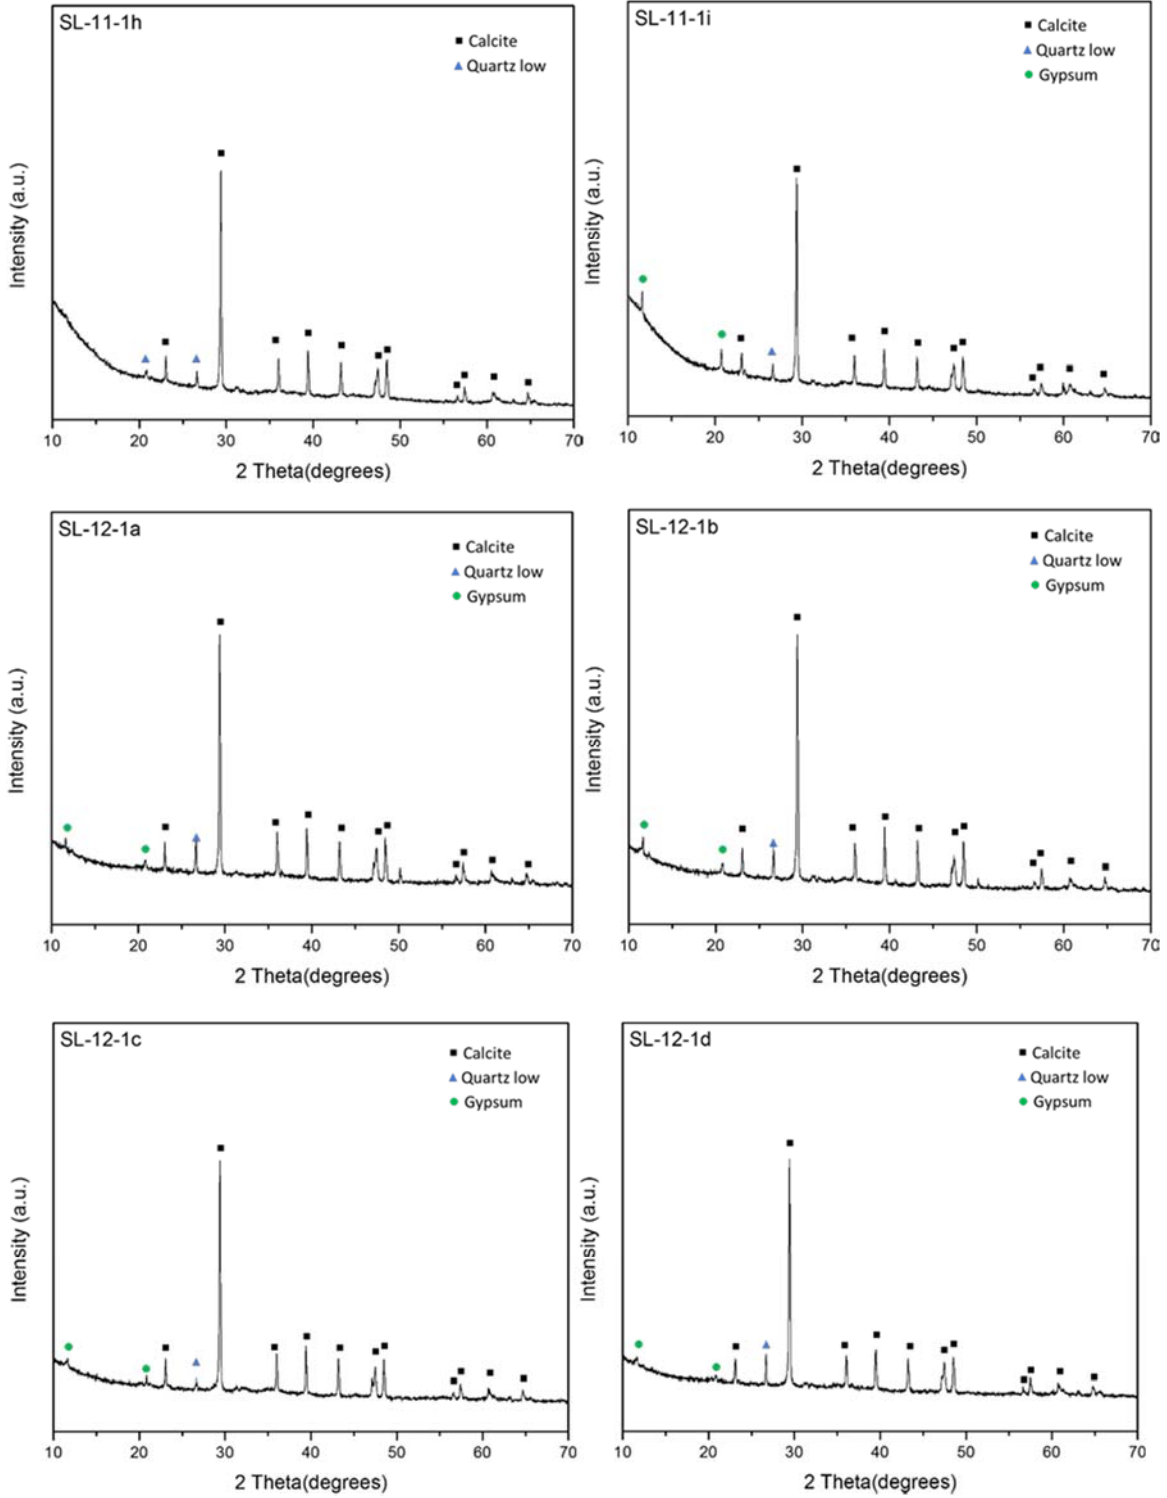 SL-11-1h
Calcite
Quartz low
Intensity (a.u.)
10 20 30 40 50 60 70
2 Theta(degrees)
SL-11-1i
Calcite
Quartz low
Gypsum
Intensity (a.u.)
10 20 30 40 50 60 70
2 Theta(degrees)
SL-12-1a
Calcite
Quartz low
Gypsum
Intensity (a.u.)
10 20 30 40 50 60 70
2 Theta(degrees)
SL-12-1b
Calcite
Quartz low
Gypsum
Intensity (a.u.)
10 20 30 40 50 60 70
2 Theta(degrees)
SL-12-1c
Calcite
Quartz low
Gypsum
Intensity (a.u.)
10 20 30 40 50 60 70
2 Theta(degrees)
SL-12-1d
Calcite
Quartz low
Gypsum
Intensity (a.u.)
10 20 30 40 50 60 70
2 Theta(degrees)